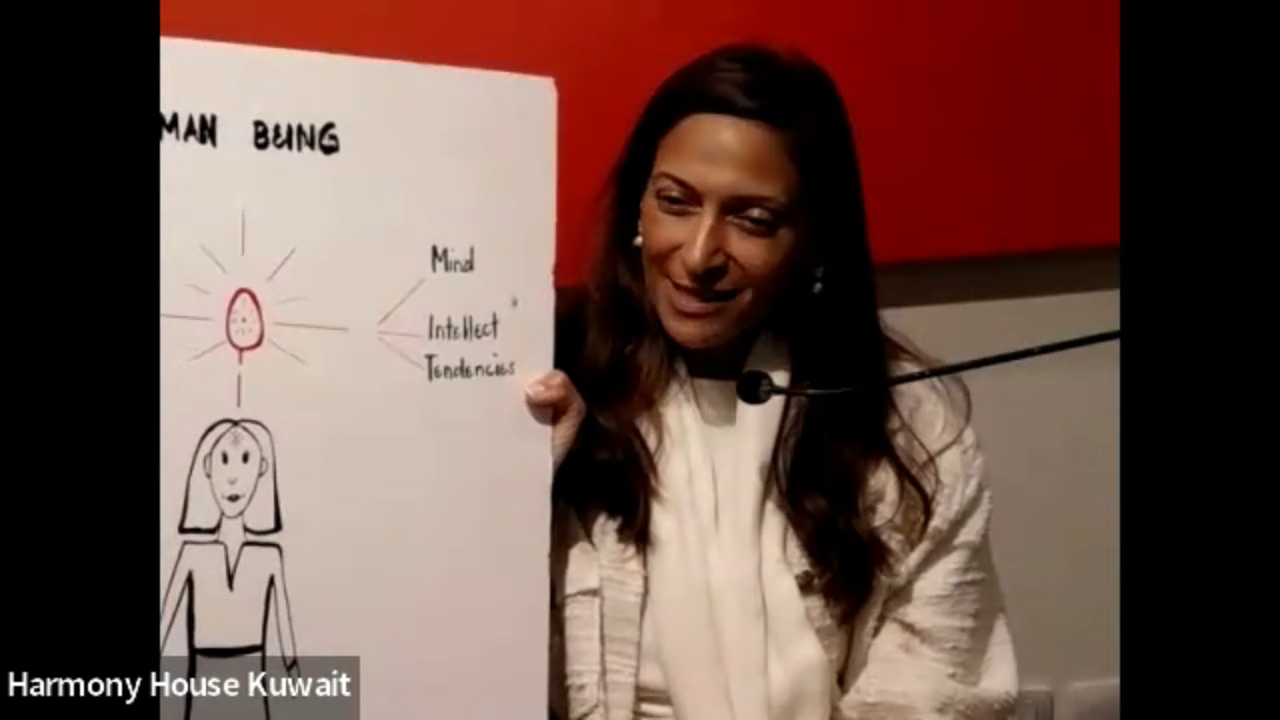 MAN BEING
Mind
Intellect
Tendencies
Harmony House Kuwait